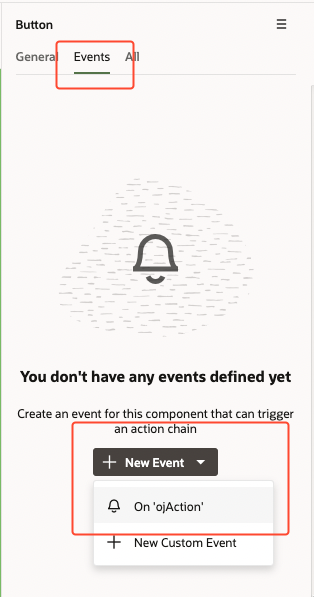 Button
General Events All
You don't have any events defined yet
Create an event for this component that can trigger
an action chain
New Event
On 'ojAction'
New Custom Event